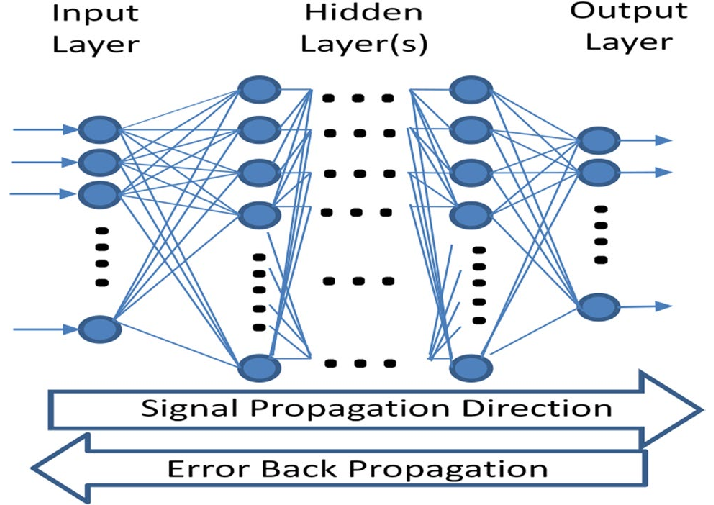 Input
Layer
Hidden
Layer(s)
Output
Layer
Signal Propagation Direction
Error Back Propagation